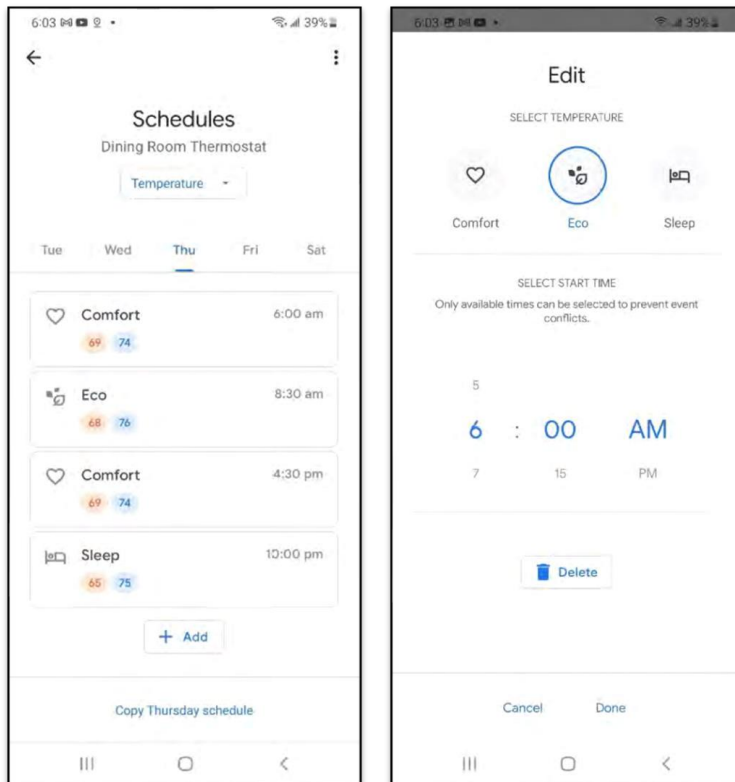 6:03
39%
Schedules
Dining Room Thermostat
Temperature
Tue Wed Thu Fri Sat
Comfort 6:00 am
69 74
Eco 8:30 am
68 76
Comfort 4:30 pm
69 74
Sleep 10:00 pm
65 75
+ Add
Copy Thursday schedule
6:03
39%
Edit
SELECT TEMPERATURE
Comfort Eco Sleep
SELECT START TIME
Only available times can be selected to prevent event
conflicts.
5
6 : 00 AM
7 15 PM
Delete
Cancel Done